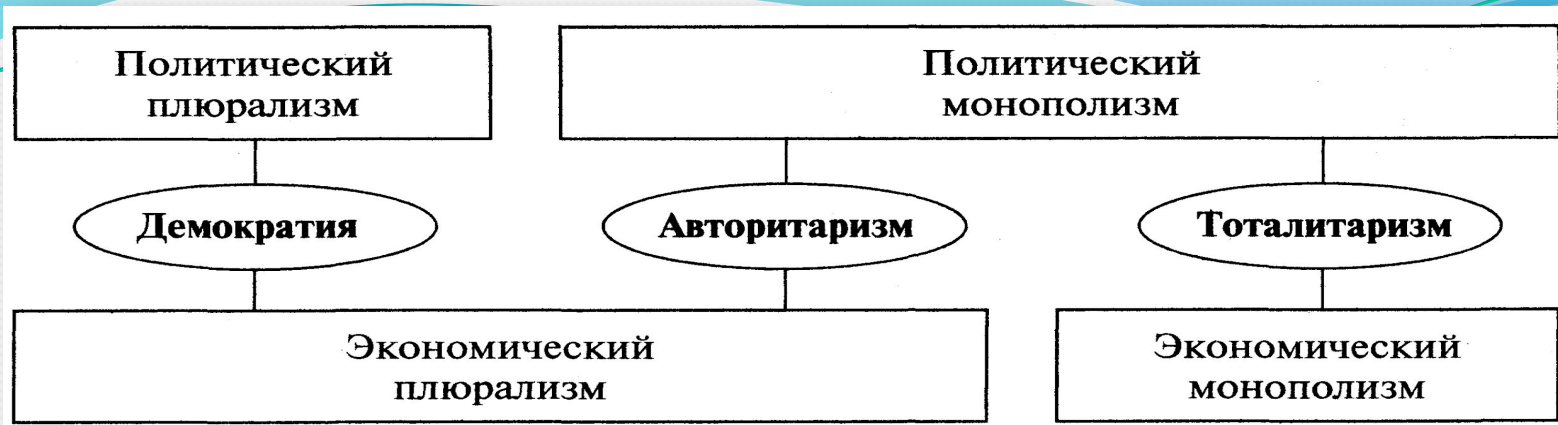 Политический
плюрализм
Политический
монополизм
Демократия
Авторитаризм
Тоталитаризм
Экономический
плюрализм
Экономический
монополизм